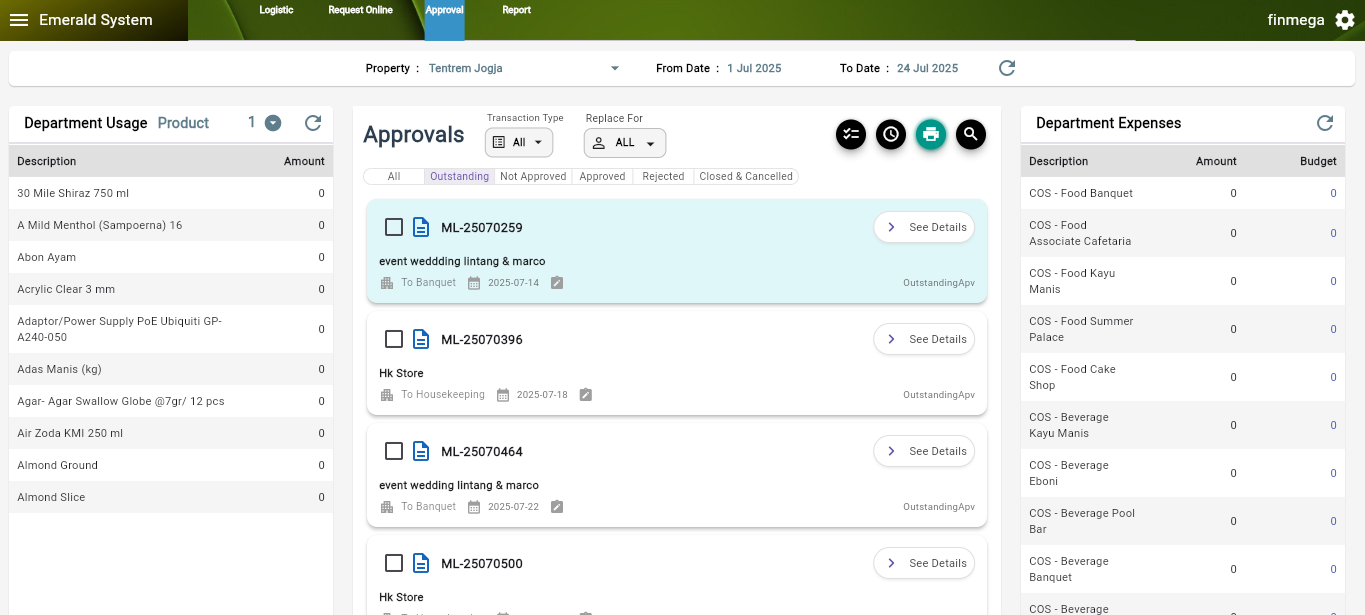 Emerald System
Logistic
Request Online
Approval
Report
finmega
Property : Tentrem Jogja
From Date : 1 Jul 2025
To Date : 24 Jul 2025
Department Usage Product 1
Description Amount
30 Mile Shiraz 750 ml 0
A Mild Menthol (Sampoerna) 16 0
Abon Ayam 0
Acrylic Clear 3 mm 0
Adaptor/Power Supply PoE Ubiquiti GP-
A240-050 0
Adas Manis (kg) 0
Agar- Agar Swallow Globe @7gr/ 12 pcs 0
Air Zoda KMI 250 ml 0
Almond Ground 0
Almond Slice 0
Approvals
Transaction Type
All
Replace For
ALL
All Outstanding Not Approved Approved Rejected Closed & Cancelled
ML-25070259 See Details
event weddding lintang & marco
To Banquet 2025-07-14 OutstandingApv
ML-25070396 See Details
Hk Store
To Housekeeping 2025-07-18 OutstandingApv
ML-25070464 See Details
event wedding lintang & marco
To Banquet 2025-07-22 OutstandingApv
ML-25070500 See Details
Hk Store
Department Expenses
Description Amount Budget
COS - Food Banquet 0 0
COS - Food
Associate Cafetaria 0 0
COS - Food Kayu
Manis 0 0
COS - Food Summer
Palace 0 0
COS - Food Cake
Shop 0 0
COS - Beverage
Kayu Manis 0 0
COS - Beverage
Eboni 0 0
COS - Beverage Pool
Bar 0 0
COS - Beverage
Banquet 0 0
COS - Beverage